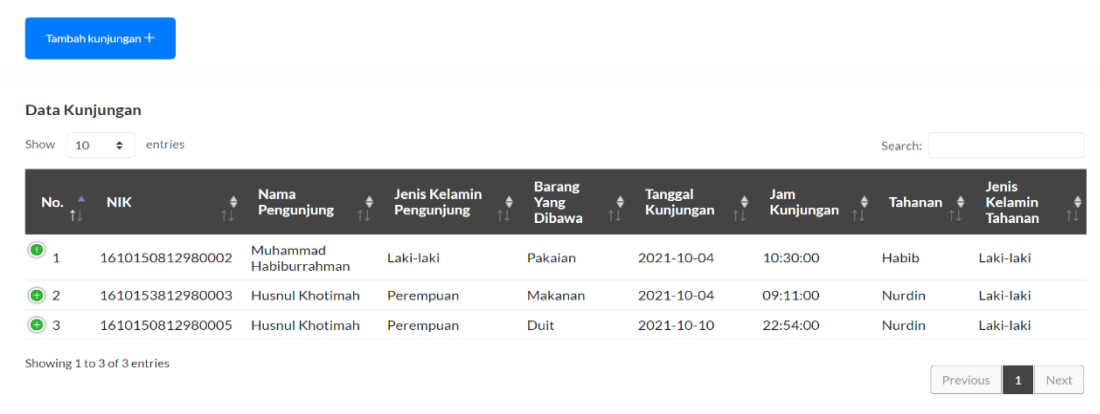 Tambah kunjungan +
Data Kunjungan
Show 10 entries Search:
No. NIK Nama Pengunjung Jenis Kelamin Pengunjung Barang Yang Dibawa Tanggal Kunjungan Jam Kunjungan Tahanan Jenis Kelamin Tahanan
1 1610150812980002 Muhammad Habiburrahman Laki-laki Pakaian 2021-10-04 10:30:00 Habib Laki-laki
2 1610153812980003 Husnul Khotimah Perempuan Makanan 2021-10-04 09:11:00 Nurdin Laki-laki
3 1610150812980005 Husnul Khotimah Perempuan Duit 2021-10-10 22:54:00 Nurdin Laki-laki
Showing 1 to 3 of 3 entries
Previous 1 Next